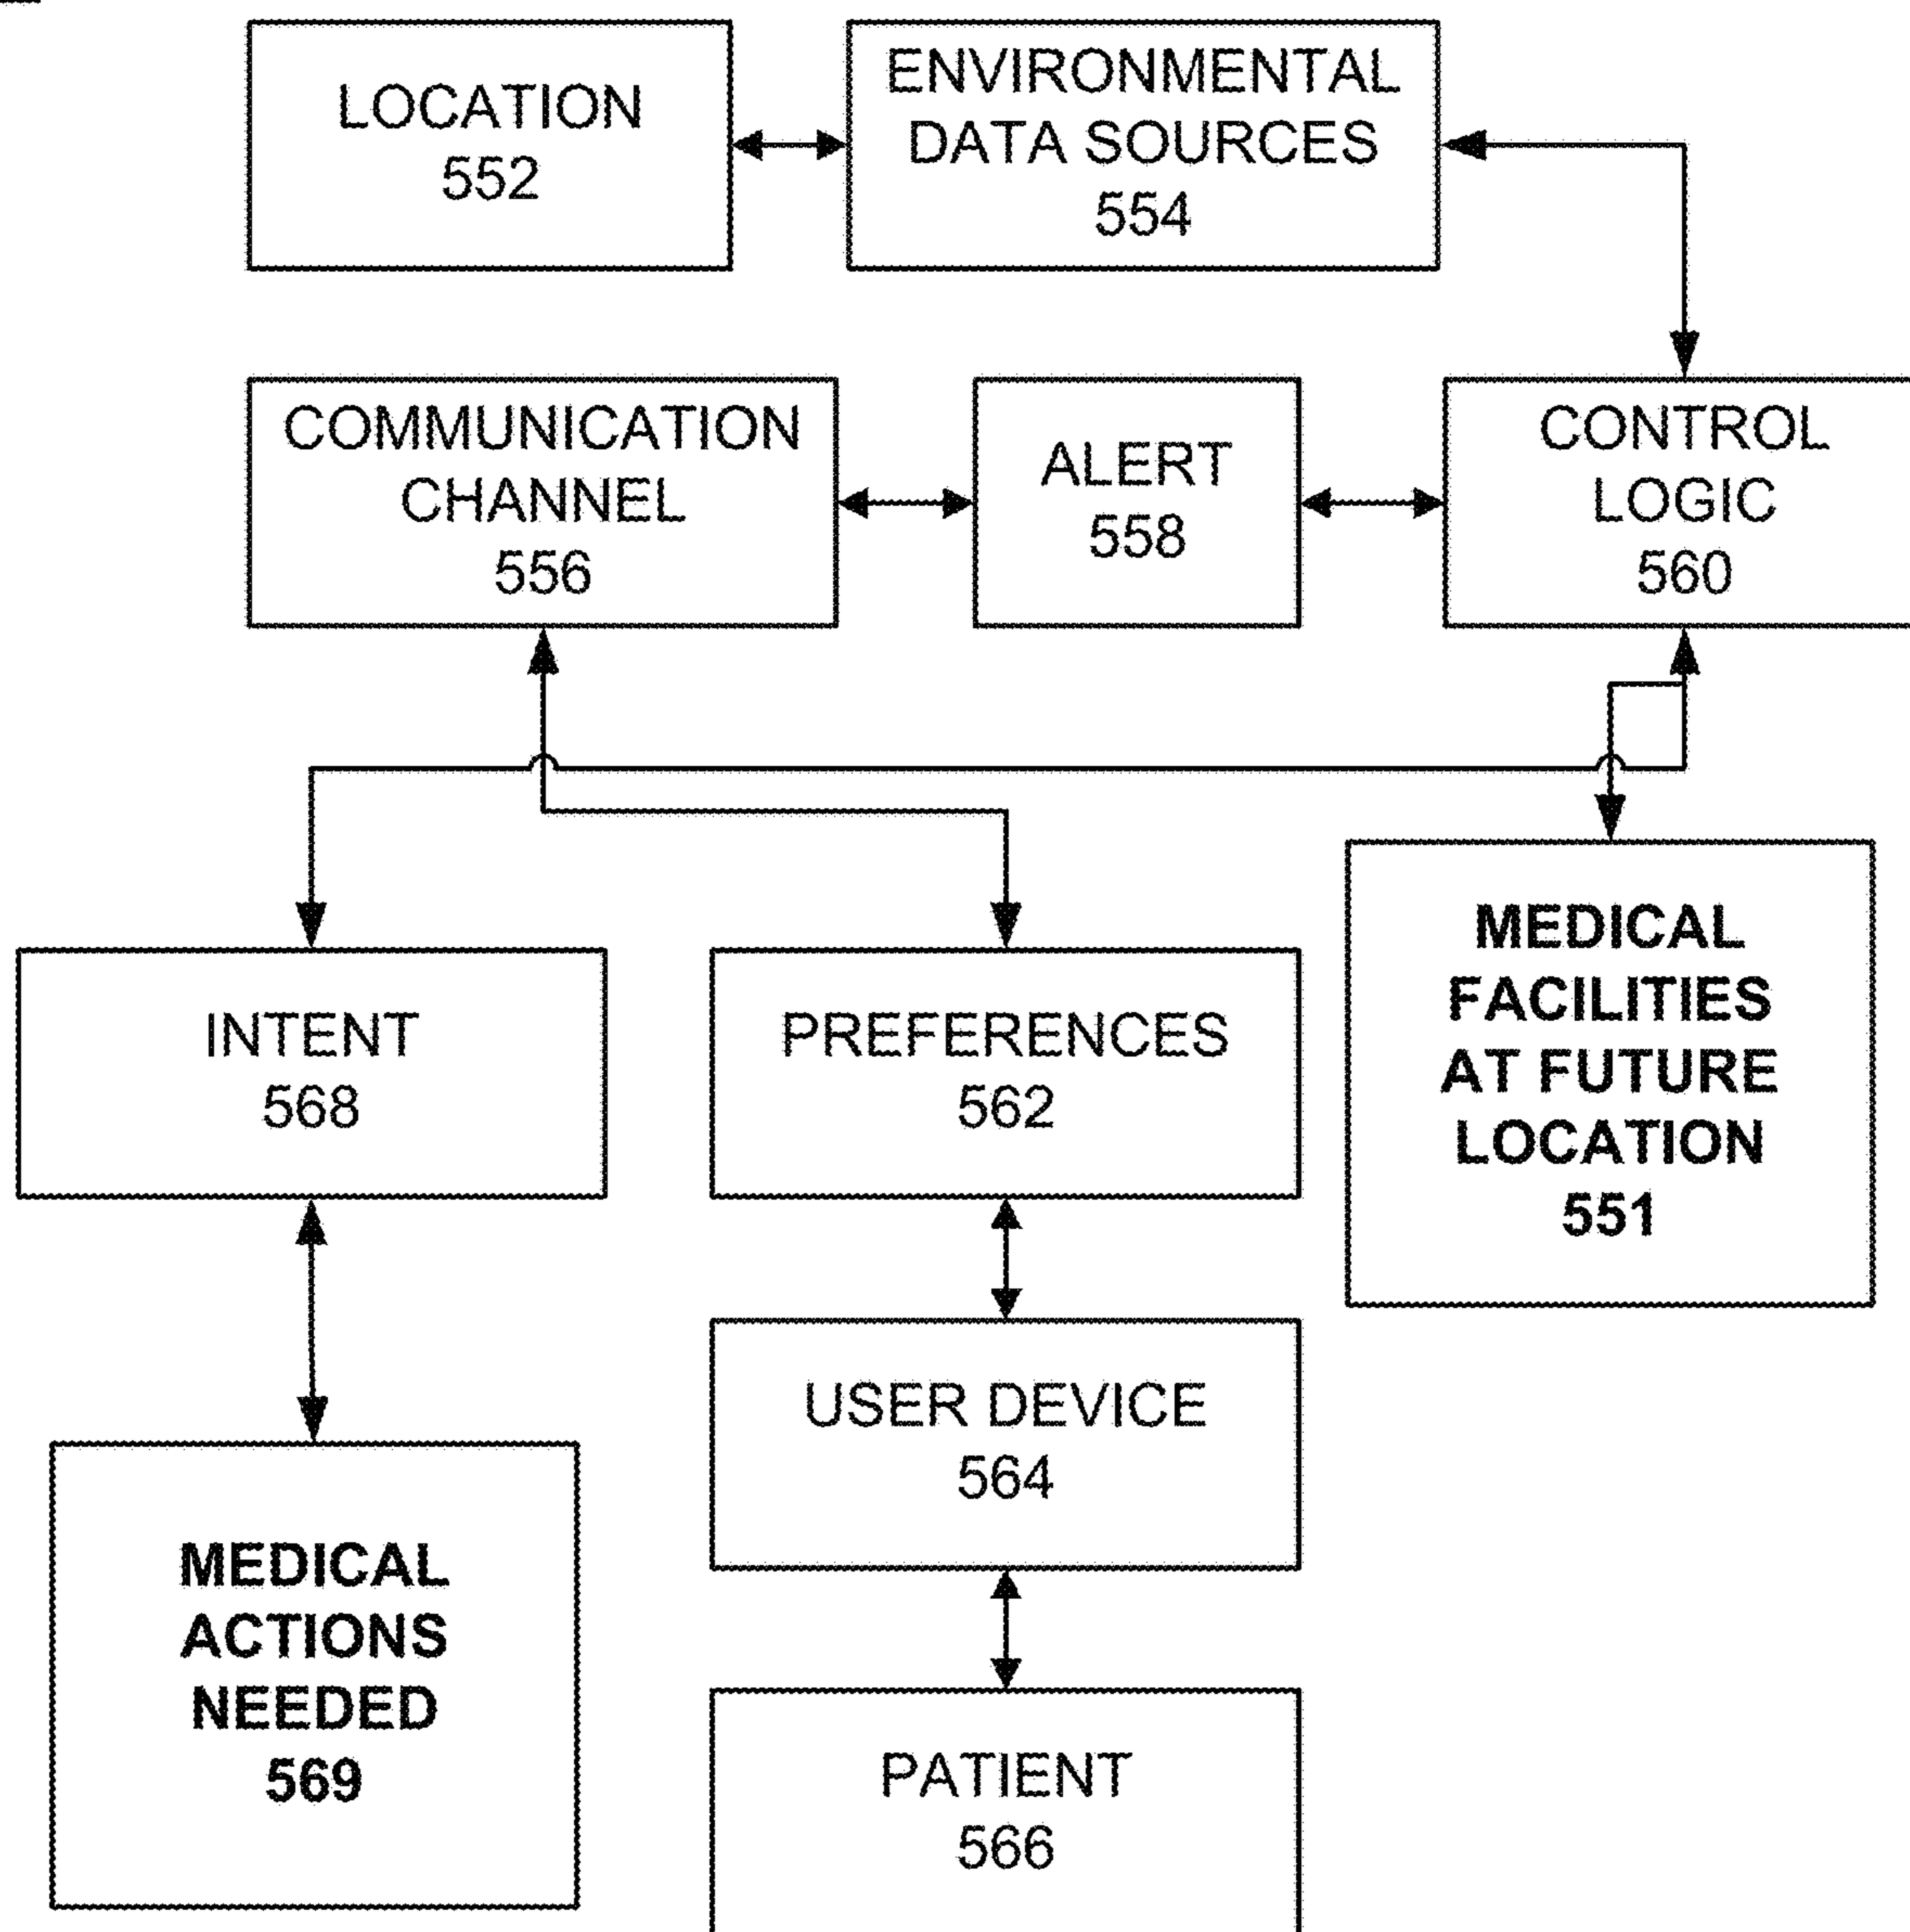 LOCATION
552
ENVIRONMENTAL
DATA SOURCES
554
COMMUNICATION
CHANNEL
556
ALERT
558
CONTROL
LOGIC
560
INTENT
568
PREFERENCES
562
MEDICAL
FACILITIES
AT FUTURE
LOCATION
551
USER DEVICE
564
MEDICAL
ACTIONS
NEEDED
569
PATIENT
566